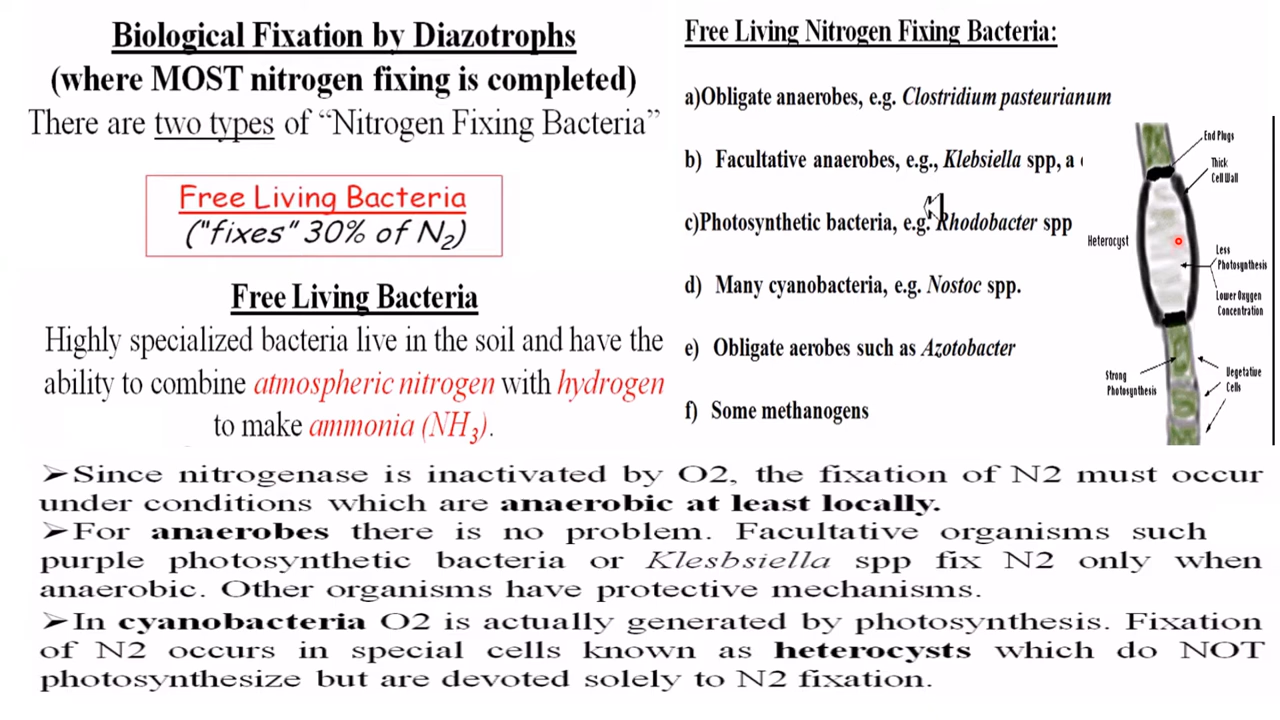 Biological Fixation by Diazotrophs
(where MOST nitrogen fixing is completed)
There are two types of “Nitrogen Fixing Bacteria”
Free Living Bacteria
("fixes" 30% of N₂)
Free Living Bacteria
Highly specialized bacteria live in the soil and have the
ability to combine atmospheric nitrogen with hydrogen
to make ammonia (NH₃).
Free Living Nitrogen Fixing Bacteria:
a)Obligate anaerobes, e.g. Clostridium pasteurianum
b) Facultative anaerobes, e.g., Klebsiella spp, a
c)Photosynthetic bacteria, e.g. Rhodobacter spp
d) Many cyanobacteria, e.g. Nostoc spp.
e) Obligate aerobes such as Azotobacter
f) Some methanogens
End Plugs
Thick
Cell Wall
Heterocyst
Less
Photosynthesis
Lower Oxygen
Concentration
Strong
Photosynthesis
Vegetative
Cells
➢Since nitrogenase is inactivated by O2, the fixation of N2 must occur
under conditions which are anaerobic at least locally.
➢For anaerobes there is no problem. Facultative organisms such
purple photosynthetic bacteria or Klesbsiella spp fix N2 only when
anaerobic. Other organisms have protective mechanisms.
➢In cyanobacteria O2 is actually generated by photosynthesis. Fixation
of N2 occurs in special cells known as heterocysts which do NOT
photosynthesize but are devoted solely to N2 fixation.